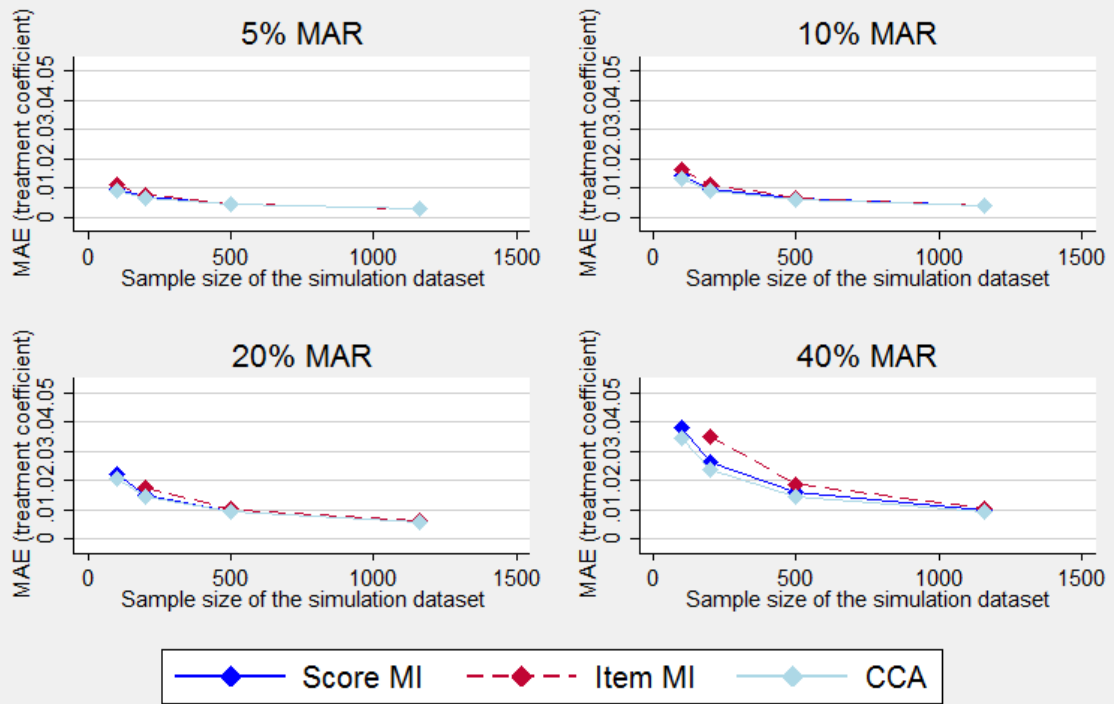 5% MAR
MAE (treatment coefficient)
0 .01.02.03.04.05
0 500 1000 1500
Sample size of the simulation dataset
10% MAR
MAE (treatment coefficient)
0 .01.02.03.04.05
0 500 1000 1500
Sample size of the simulation dataset
20% MAR
MAE (treatment coefficient)
0 .01.02.03.04.05
0 500 1000 1500
Sample size of the simulation dataset
40% MAR
MAE (treatment coefficient)
0 .01.02.03.04.05
0 500 1000 1500
Sample size of the simulation dataset
Score MI Item MI CCA